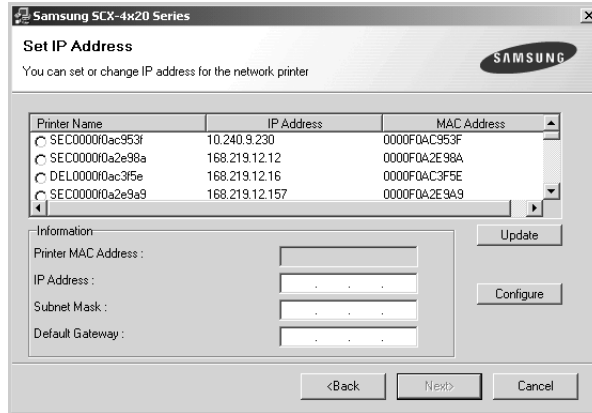 Samsung SCX-4x20 Series
Set IP Address
You can set or change IP address for the network printer
SAMSUNG
Printer Name IP Address MAC Address
SEC0000f0ac953f 10.240.9.230 0000F0AC953F
SEC0000f0a2e98a 168.219.12.12 0000F0A2E98A
DEL0000f0ac3f5e 168.219.12.16 0000F0AC3F5E
SEC0000f0a2e9a9 168.219.12.157 0000F0A2E9A9
Information
Update
Printer MAC Address :
IP Address :
Configure
Subnet Mask :
Default Gateway :
<Back Next> Cancel